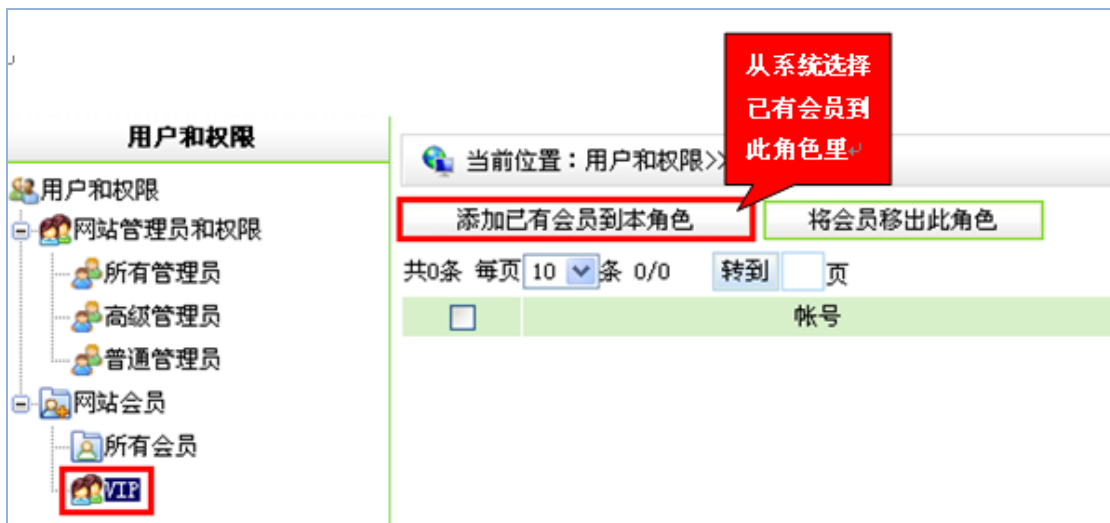 从系统选择
已有会员到
此角色里
用户和权限
当前位置：用户和权限>>
用户和权限
网站管理员和权限
所有管理员
高级管理员
普通管理员
网站会员
所有会员
VIP
添加已有会员到本角色
将会员移出此角色
共0条 每页 10 条 0/0 转到 页
帐号